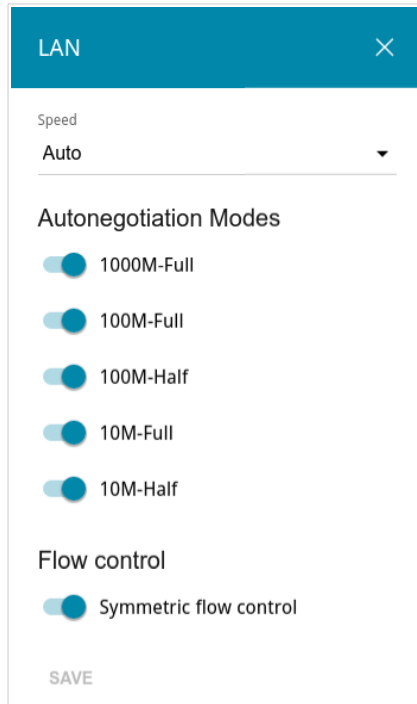 LAN
Speed
Auto
Autonegotiation Modes
1000M-Full
100M-Full
100M-Half
10M-Full
10M-Half
Flow control
Symmetric flow control
SAVE